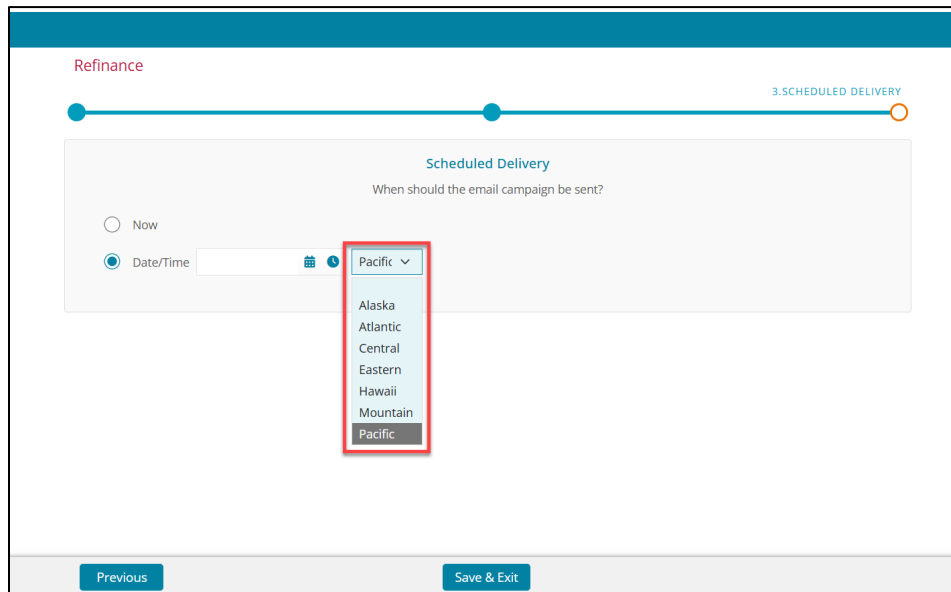 Refinance
3.SCHEDULED DELIVERY
Scheduled Delivery
When should the email campaign be sent?
Now
Date/Time Pacific
Alaska
Atlantic
Central
Eastern
Hawaii
Mountain
Pacific
Previous Save & Exit